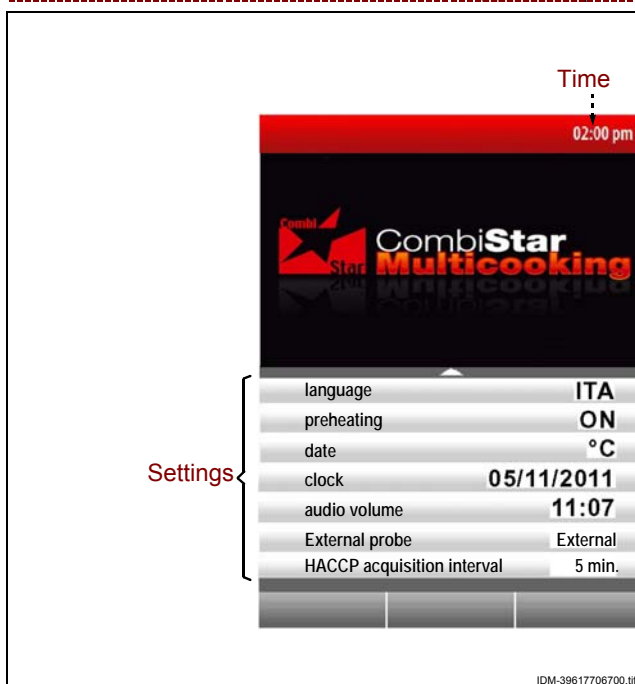 Time
02:00 pm
Combi
Star
CombiStar
Multicooking
Settings
language ITA
preheating ON
date °C
clock 05/11/2011
audio volume 11:07
External probe External
HACCP acquisition interval 5 min.
IDM-39617706700.tif